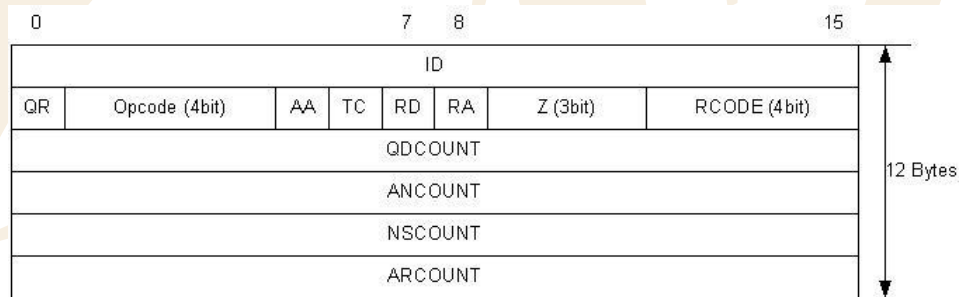 0 7 8 15
ID
QR Opcode (4bit) AA TC RD RA Z (3bit) RCODE (4bit)
QDCOUNT
12 Bytes
ANCOUNT
NSCOUNT
ARCOUNT